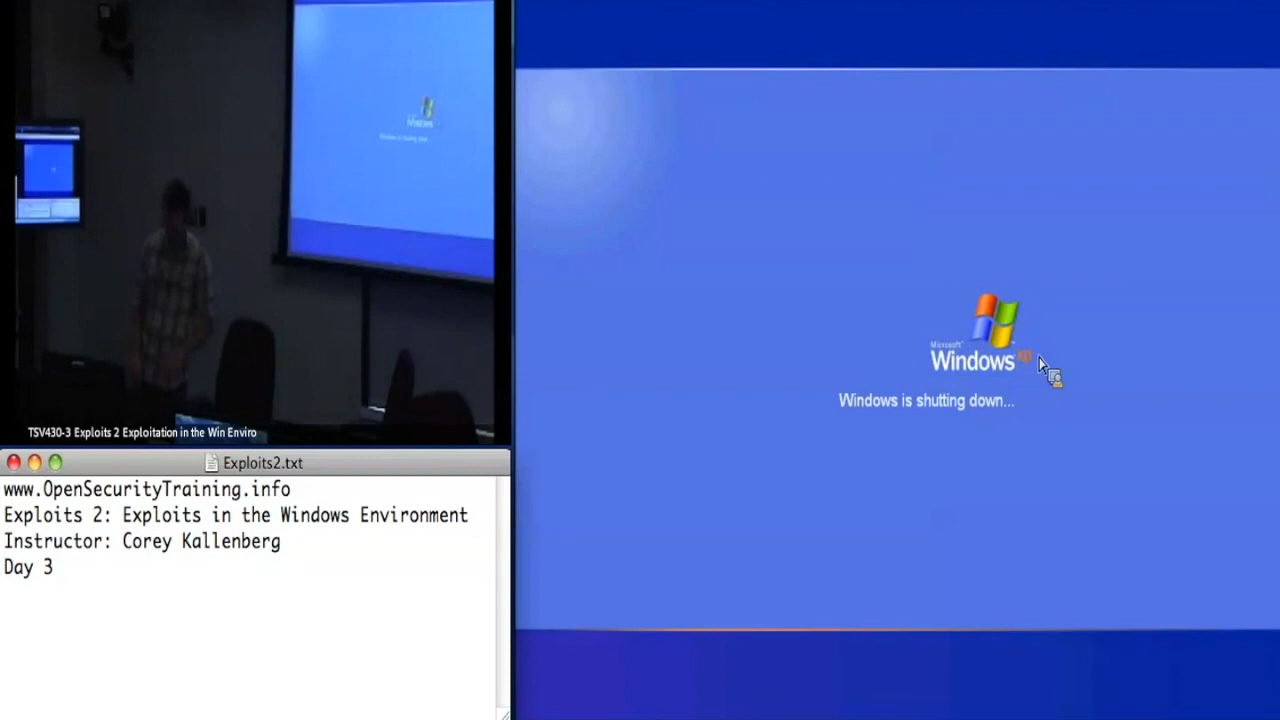 TSV430-3 Exploits 2 Exploitation in the Win Enviro
Exploits2.txt
www.OpenSecurityTraining.info
Exploits 2: Exploits in the Windows Environment
Instructor: Corey Kallenberg
Day 3
Microsoft
Windows xp
Windows is shutting down...